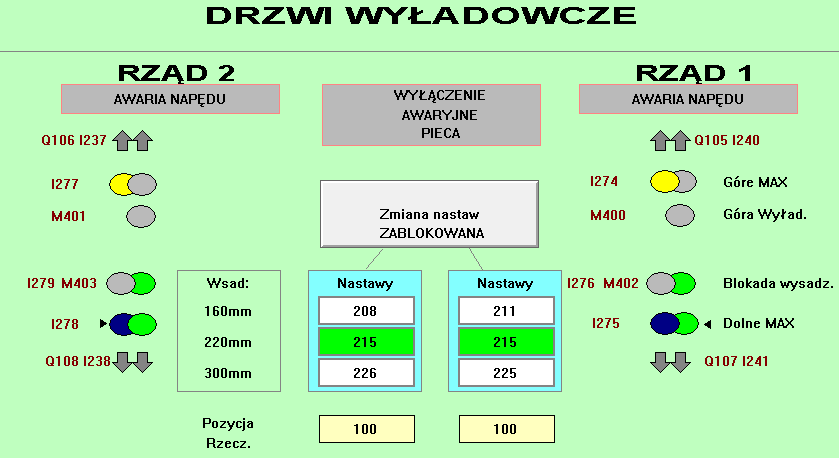 DRZWI WYŁADOWCZE
RZĄD 2
RZĄD 1
AWARIA NAPĘDU
WYŁĄCZENIE
AWARYJNE
PIECA
AWARIA NAPĘDU
Q106 I237
Q105 I240
I277
I274
Góre MAX
M401
M400
Góra Wyład.
Zmiana nastaw
ZABLOKOWANA
I279 M403
Wsad:
Nastawy
Nastawy
I276 M402
Blokada wysadz.
160mm
208
211
I278
I275
Dolne MAX
220mm
215
215
Q108 I238
Q107 I241
300mm
226
225
Pozycja
Rzecz.
100
100